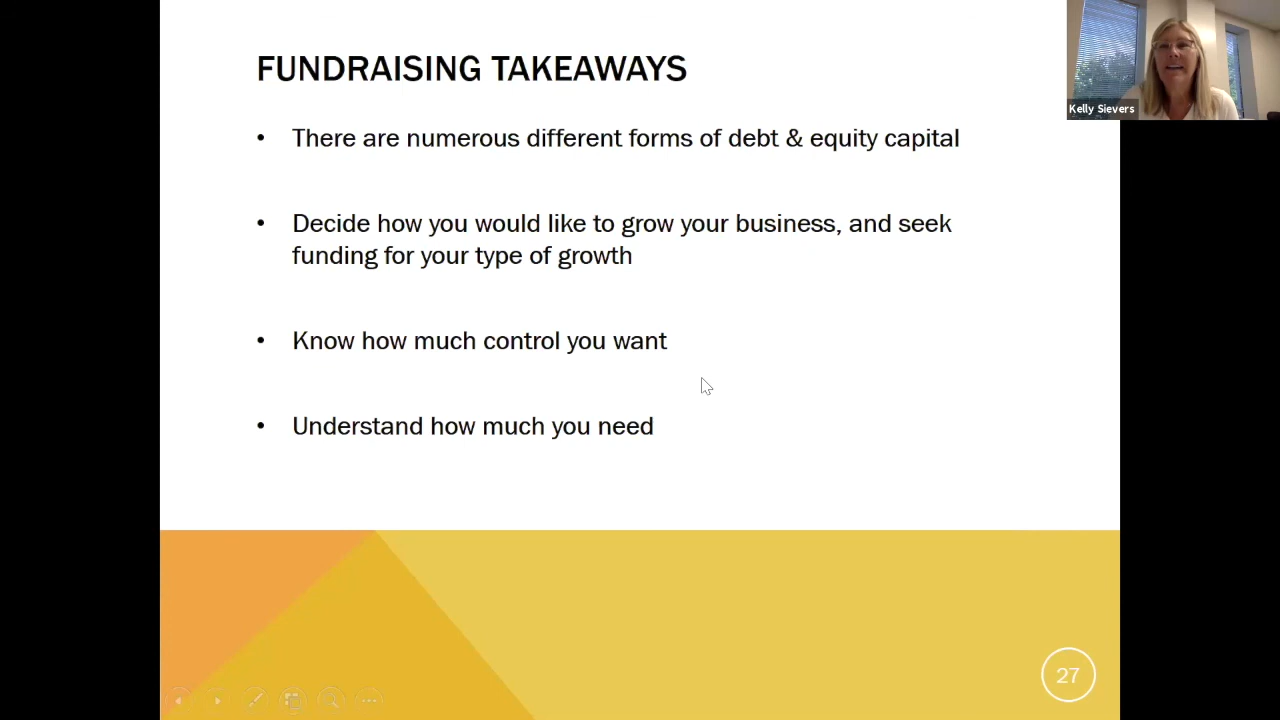 FUNDRAISING TAKEAWAYS
Kelly Sievers
• There are numerous different forms of debt & equity capital
• Decide how you would like to grow your business, and seek
funding for your type of growth
• Know how much control you want
• Understand how much you need
27